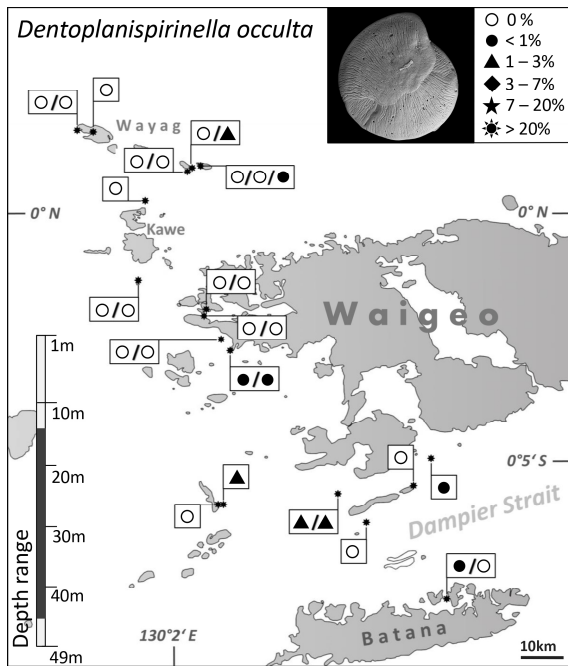 Dentoplanispirinella occulta
0 %
< 1%
1 – 3%
3 – 7%
7 – 20%
> 20%
Wayag
0° N
0° N
Kawe
Waigeo
1m
10m
20m
30m
40m
49m
Depth range
0°5‘ S
Dampier Strait
130°2‘ E
Batana
10km